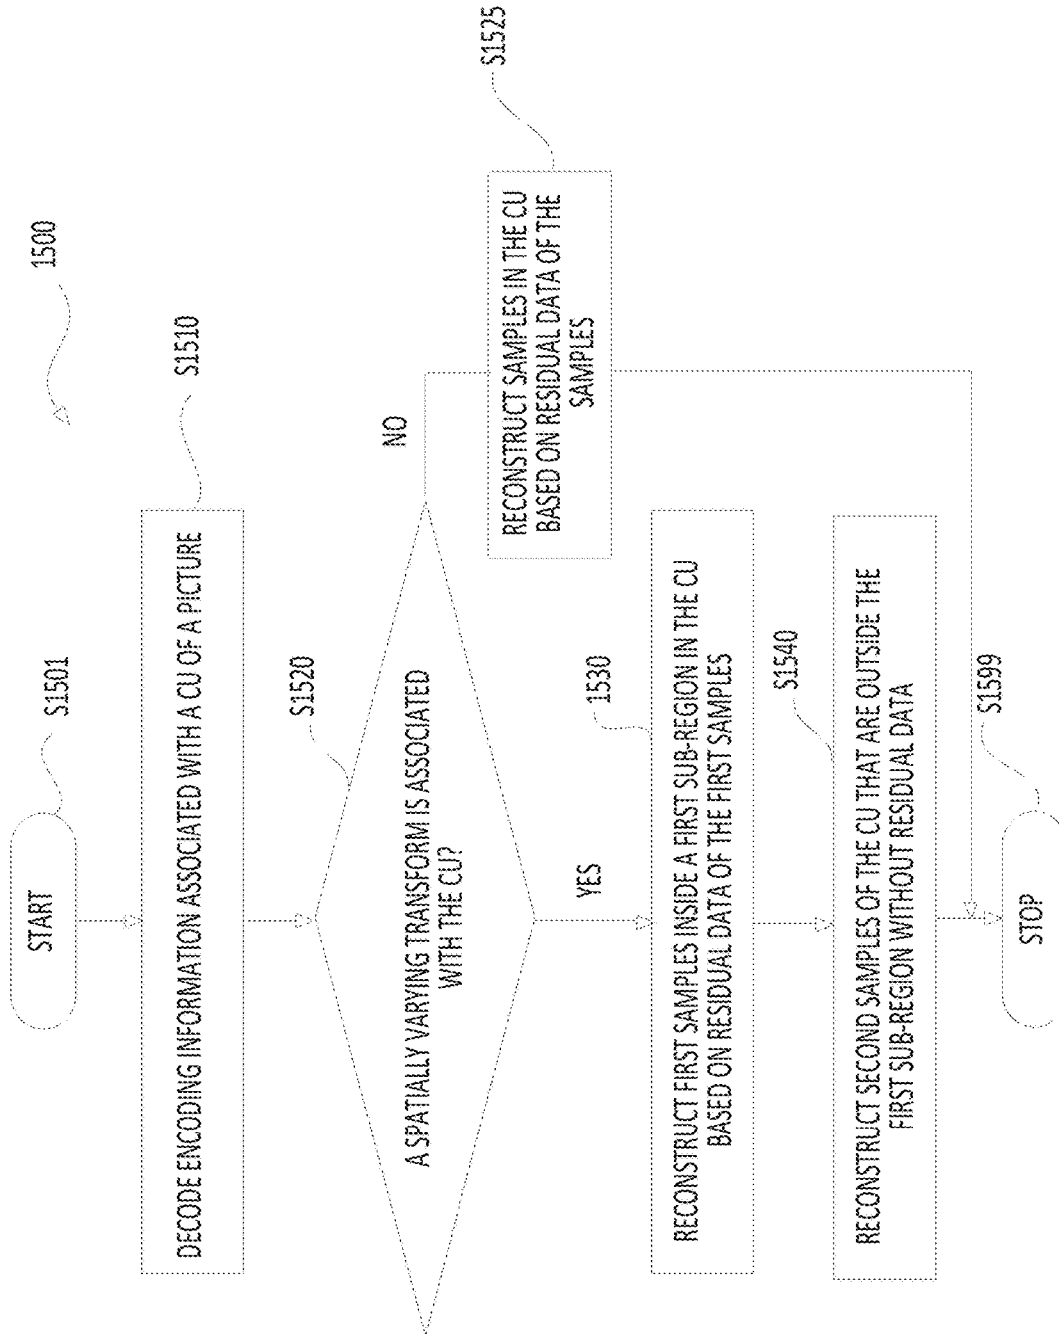 1500
START
S1501
DECODE ENCODING INFORMATION ASSOCIATED WITH A CU OF A PICTURE
S1510
A SPATIALLY VARYING TRANSFORM IS ASSOCIATED
WITH THE CU?
S1520
NO
YES
RECONSTRUCT SAMPLES IN THE CU
BASED ON RESIDUAL DATA OF THE
SAMPLES
S1525
RECONSTRUCT FIRST SAMPLES INSIDE A FIRST SUB-REGION IN THE CU
BASED ON RESIDUAL DATA OF THE FIRST SAMPLES
1530
RECONSTRUCT SECOND SAMPLES OF THE CU THAT ARE OUTSIDE THE
FIRST SUB-REGION WITHOUT RESIDUAL DATA
S1540
STOP
S1599